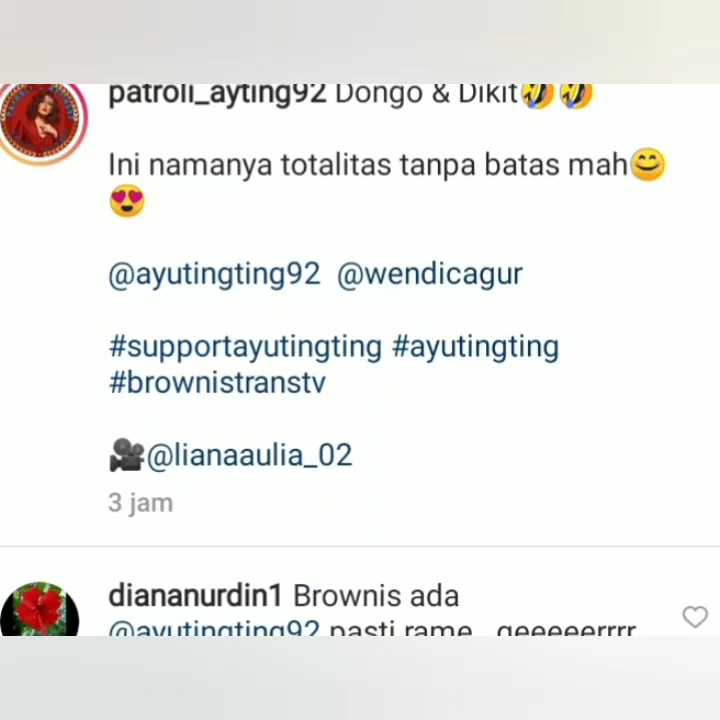 patroli_ayting92 Dongo & Dikit🤣🤣
Ini namanya totalitas tanpa batas mah😊
😍
@ayutingting92 @wendicagur
#supportayutingting #ayutingting
#brownistranstv
🎥@lianaaulia_02
3 jam
diananurdin1 Brownis ada
@ayutingting92 pasti rame...geeeeerrrr